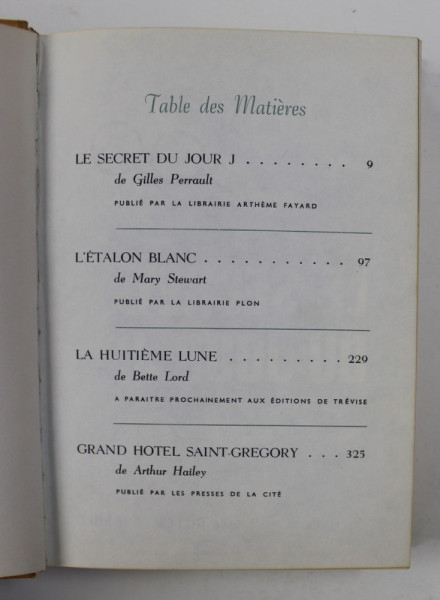 Table des Matières
LE SECRET DU JOUR J . . . . . . . . 9
de Gilles Perrault
PUBLIÉ PAR LA LIBRAIRIE ARTHÈME FAYARD
L'ÉTALON BLANC . . . . . . . . . . . 97
de Mary Stewart
PUBLIÉ PAR LA LIBRAIRIE PLON
LA HUITIÈME LUNE . . . . . . . . . 229
de Bette Lord
A PARAITRE PROCHAINEMENT AUX ÉDITIONS DE TRÉVISE
GRAND HOTEL SAINT-GREGORY . . . 325
de Arthur Hailey
PUBLIÉ PAR LES PRESSES DE LA CITÉ